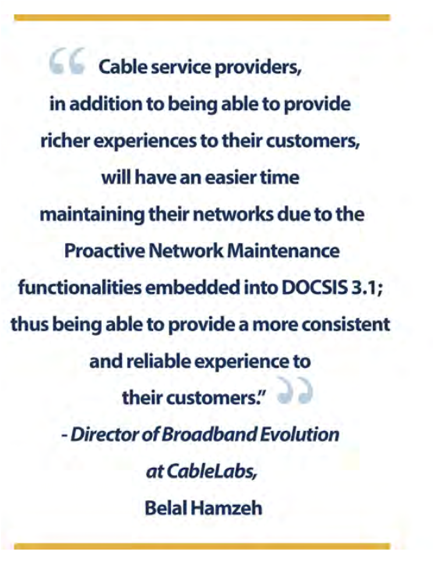 “ Cable service providers,
in addition to being able to provide
richer experiences to their customers,
will have an easier time
maintaining their networks due to the
Proactive Network Maintenance
functionalities embedded into DOCSIS 3.1;
thus being able to provide a more consistent
and reliable experience to
their customers.” ”
- Director of Broadband Evolution
at CableLabs,
Belal Hamzeh